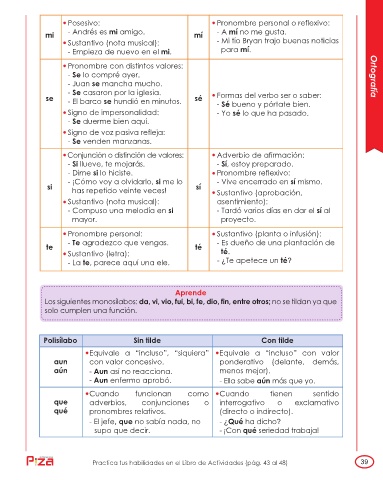 mi
• Posesivo:
- Andrés es mi amigo.
• Sustantivo (nota musical):
- Empieza de nuevo en el mi.
mí
• Pronombre personal o reflexivo:
- A mí no me gusta.
- Mi tío Bryan trajo buenas noticias
para mí.
Ortografía
se
• Pronombre con distintos valores:
- Se lo compré ayer.
- Juan se mancha mucho.
- Se casaron por la iglesia.
- El barco se hundió en minutos.
• Signo de impersonalidad:
- Se duerme bien aquí.
• Signo de voz pasiva refleja:
- Se venden manzanas.
sé
• Formas del verbo ser o saber:
- Sé bueno y pórtate bien.
- Yo sé lo que ha pasado.
si
• Conjunción o distinción de valores:
- Si llueve, te mojarás.
- Dime si lo hiciste.
- ¡Cómo voy a olvidarlo, si me lo
has repetido veinte veces!
• Sustantivo (nota musical):
- Compuso una melodía en si
mayor.
sí
• Adverbio de afirmación:
- Sí, estoy preparado.
• Pronombre reflexivo:
- Vive encerrado en sí mismo.
• Sustantivo (aprobación,
asentimiento):
- Tardó varios días en dar el sí al
proyecto.
te
• Pronombre personal:
- Te agradezco que vengas.
• Sustantivo (letra):
- La te, parece aquí una ele.
té
• Sustantivo (planta o infusión):
- Es dueño de una plantación de
té.
- ¿Te apetece un té?
Aprende
Los siguientes monosílabos: da, vi, vio, fui, bi, fe, dio, fin, entre otros; no se tildan ya que
solo cumplen una función.
Polisílabo
Sin tilde
Con tilde
aun
aún
• Equivale a "incluso", "siquiera"
con valor concesivo.
- Aun así no reacciona.
- Aun enfermo aprobó.
• Equivale a "incluso" con valor
ponderativo (delante, demás,
menos mejor).
- Ella sabe aún más que yo.
que
qué
• Cuando funcionan como
adverbios, conjunciones o
pronombres relativos.
- El jefe, que no sabía nada, no
supo que decir.
• Cuando tienen sentido
interrogativo o exclamativo
(directo o indirecto).
- ¿Qué ha dicho?
- ¡Con qué seriedad trabaja!
Practica tus habilidades en el Libro de Actividades (pág. 43 al 48)
39